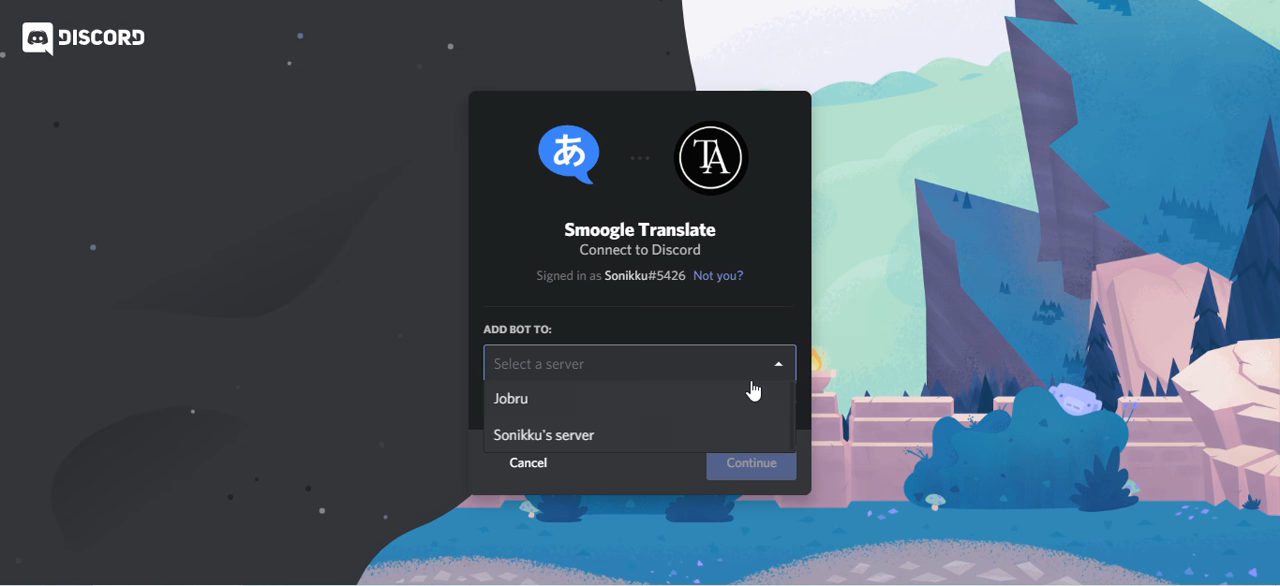 DISCORD
あ
TA
Smoogle Translate
Connect to Discord
Signed in as Sonikku#5426 Not you?
ADD BOT TO:
Select a server
Jobru
Sonikku's server
Cancel
Continue